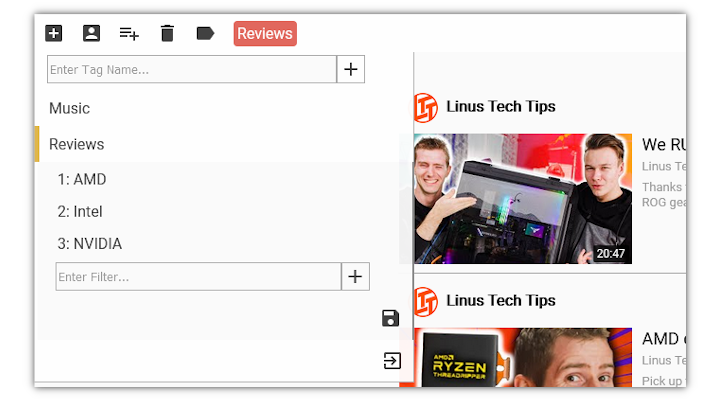 Reviews
Enter Tag Name...
Music
Reviews
1: AMD
2: Intel
3: NVIDIA
Enter Filter...
Linus Tech Tips
We RU
Linus Te
Thanks
ROG gea
20:47
Linus Tech Tips
AMD
Linus Te
Pick up
AMD
RYZEN
THREADRIPPER